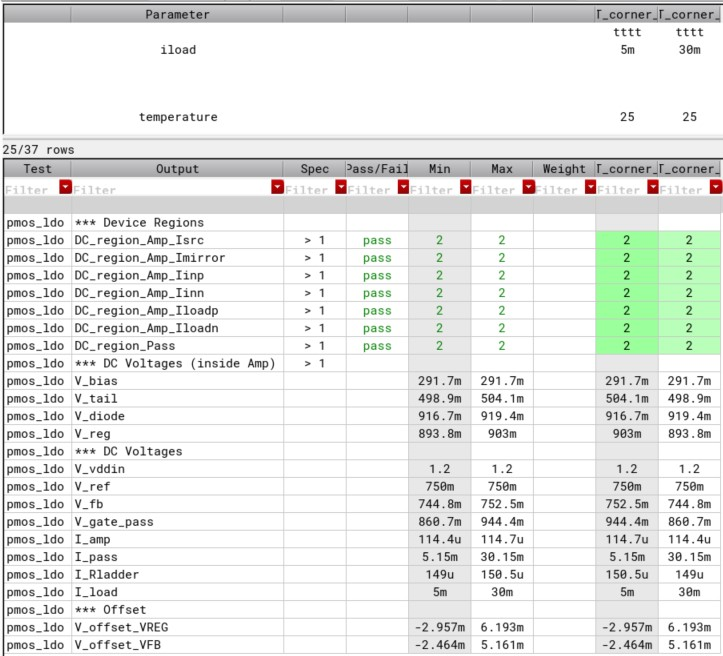 Parameter T_corner_ T_corner_
tttt tttt
iload 5m 30m
temperature 25 25
25/37 rows
Test Output Spec Pass/Fail Min Max Weight T_corner_ T_corner_
Filter Filter Filter Filter Filter Filter Filter Filter Filter
pmos_ldo *** Device Regions
pmos_ldo DC_region_Amp_Isrc > 1 pass 2 2 2 2
pmos_ldo DC_region_Amp_Imirror > 1 pass 2 2 2 2
pmos_ldo DC_region_Amp_Iinp > 1 pass 2 2 2 2
pmos_ldo DC_region_Amp_Iinn > 1 pass 2 2 2 2
pmos_ldo DC_region_Amp_Iloadp > 1 pass 2 2 2 2
pmos_ldo DC_region_Amp_Iloadn > 1 pass 2 2 2 2
pmos_ldo DC_region_Pass > 1 pass 2 2 2 2
pmos_ldo *** DC Voltages (inside Amp) > 1
pmos_ldo V_bias 291.7m 291.7m 291.7m 291.7m
pmos_ldo V_tail 498.9m 504.1m 504.1m 498.9m
pmos_ldo V_diode 916.7m 919.4m 916.7m 919.4m
pmos_ldo V_reg 893.8m 903m 903m 893.8m
pmos_ldo *** DC Voltages
pmos_ldo V_vddin 1.2 1.2 1.2 1.2
pmos_ldo V_ref 750m 750m 750m 750m
pmos_ldo V_fb 744.8m 752.5m 752.5m 744.8m
pmos_ldo V_gate_pass 860.7m 944.4m 944.4m 860.7m
pmos_ldo I_amp 114.4u 114.7u 114.7u 114.4u
pmos_ldo I_pass 5.15m 30.15m 5.15m 30.15m
pmos_ldo I_Rladder 149u 150.5u 150.5u 149u
pmos_ldo I_load 5m 30m 5m 30m
pmos_ldo *** Offset
pmos_ldo V_offset_VREG -2.957m 6.193m -2.957m 6.193m
pmos_ldo V_offset_VFB -2.464m 5.161m -2.464m 5.161m